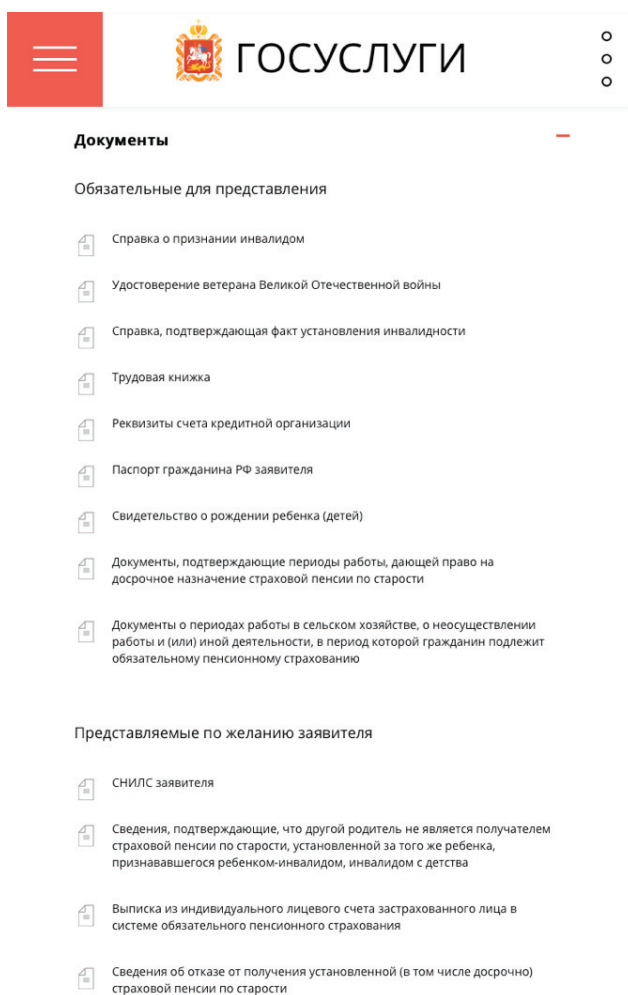 ГОСУСЛУГИ
Документы
Обязательные для представления
Справка о признании инвалидом
Удостоверение ветерана Великой Отечественной войны
Справка, подтверждающая факт установления инвалидности
Трудовая книжка
Реквизиты счета кредитной организации
Паспорт гражданина РФ заявителя
Свидетельство о рождении ребенка (детей)
Документы, подтверждающие периоды работы, дающей право на
досрочное назначение страховой пенсии по старости
Документы о периодах работы в сельском хозяйстве, о неосуществлении
работы и (или) иной деятельности, в период которой гражданин подлежит
обязательному пенсионному страхованию
Представляемые по желанию заявителя
СНИЛС заявителя
Сведения, подтверждающие, что другой родитель не является получателем
страховой пенсии по старости, установленной за того же ребенка,
признававшегося ребенком-инвалидом, инвалидом с детства
Выписка из индивидуального лицевого счета застрахованного лица в
системе обязательного пенсионного страхования
Сведения об отказе от получения установленной (в том числе досрочно)
страховой пенсии по старости